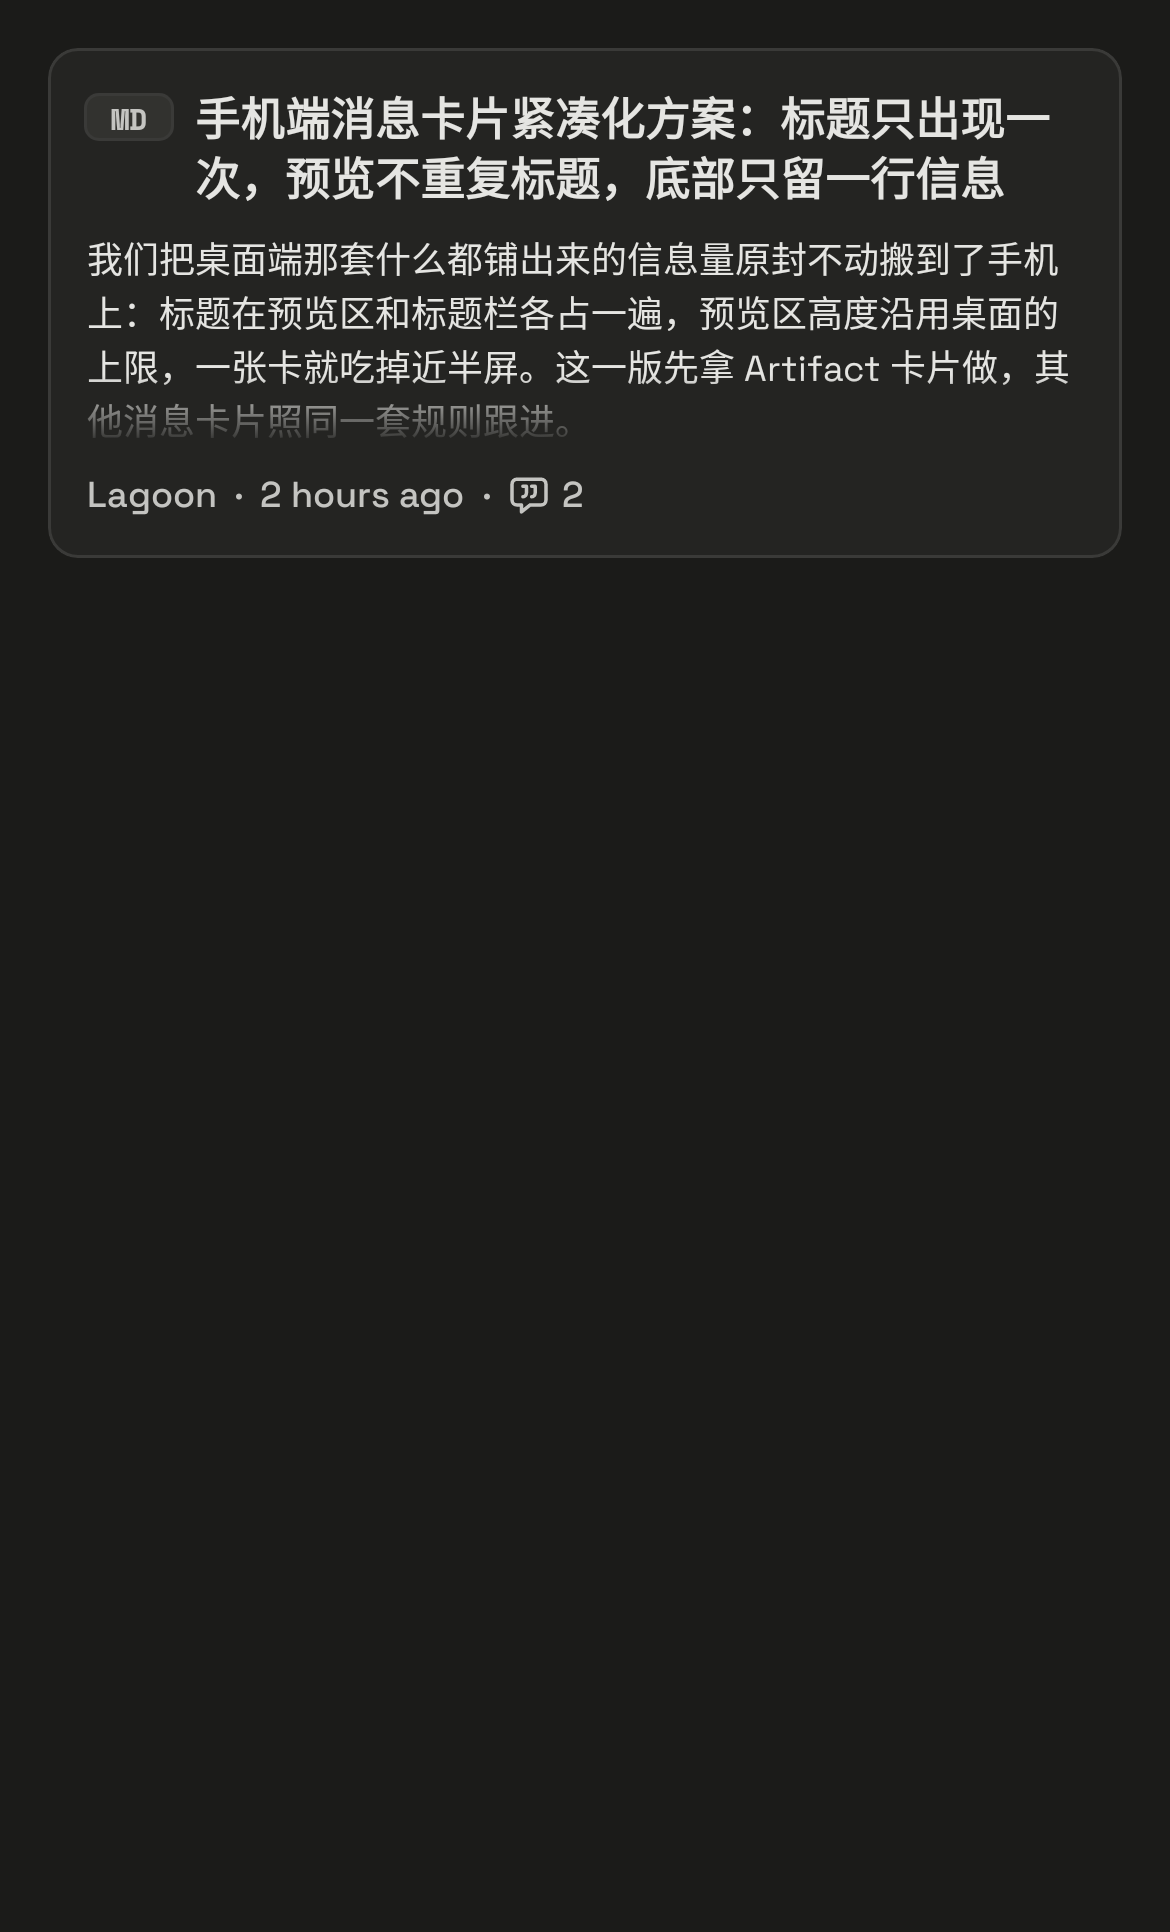 MD
手机端消息卡片紧凑化方案：标题只出现一
次，预览不重复标题，底部只留一行信息
我们把桌面端那套什么都铺出来的信息量原封不动搬到了手机
上：标题在预览区和标题栏各占一遍，预览区高度沿用桌面的
上限，一张卡就吃掉近半屏。这一版先拿 Artifact 卡片做，其
他消息卡片照同一套规则跟进。
Lagoon · 2 hours ago · 2